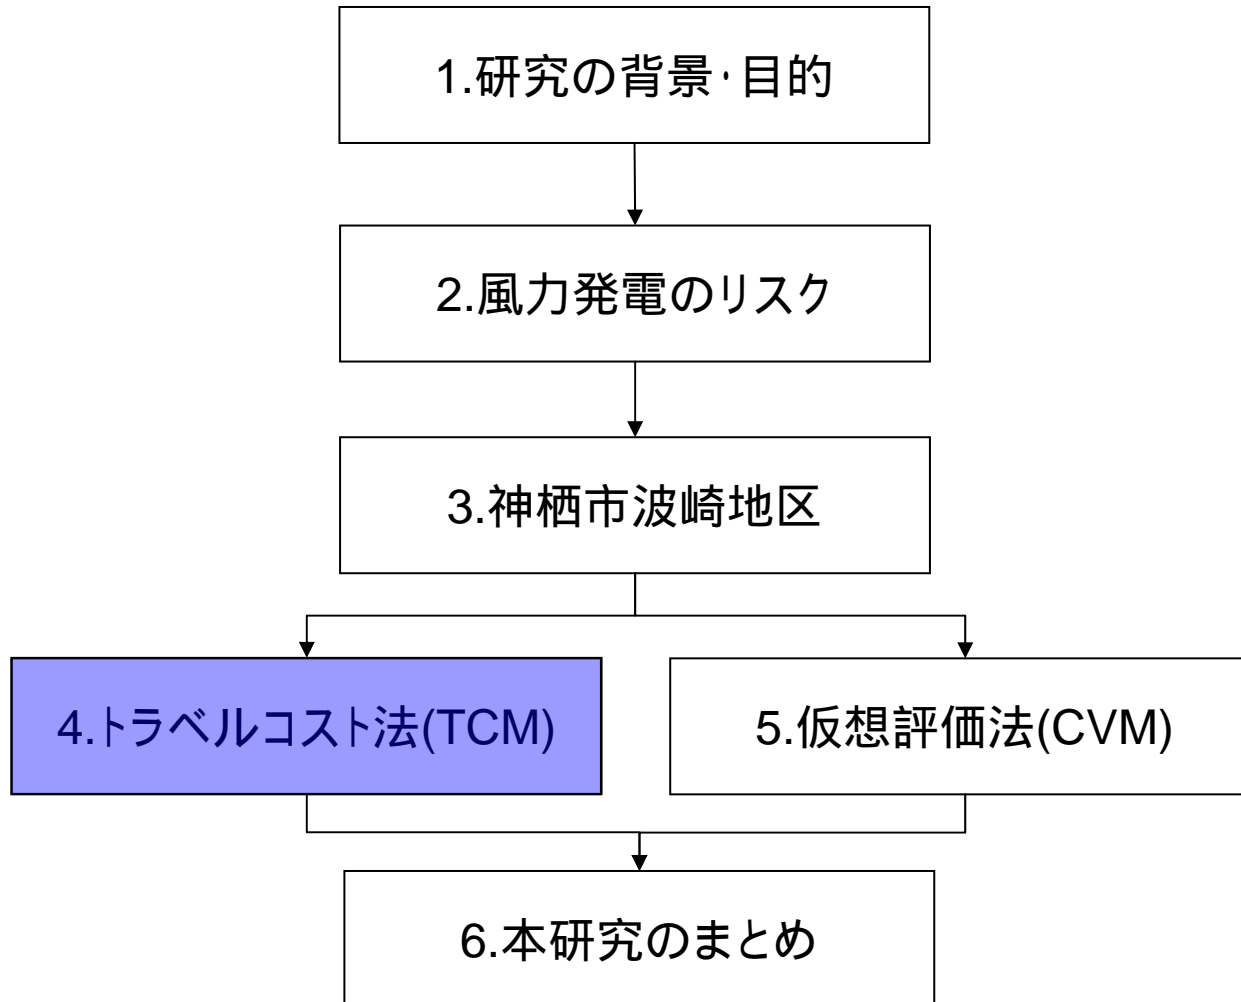 1.研究の背景･目的
2.風力発電のリスク
3.神栖市波崎地区
4.トラベルコスト法(TCM)
5.仮想評価法(CVM)
6.本研究のまとめ